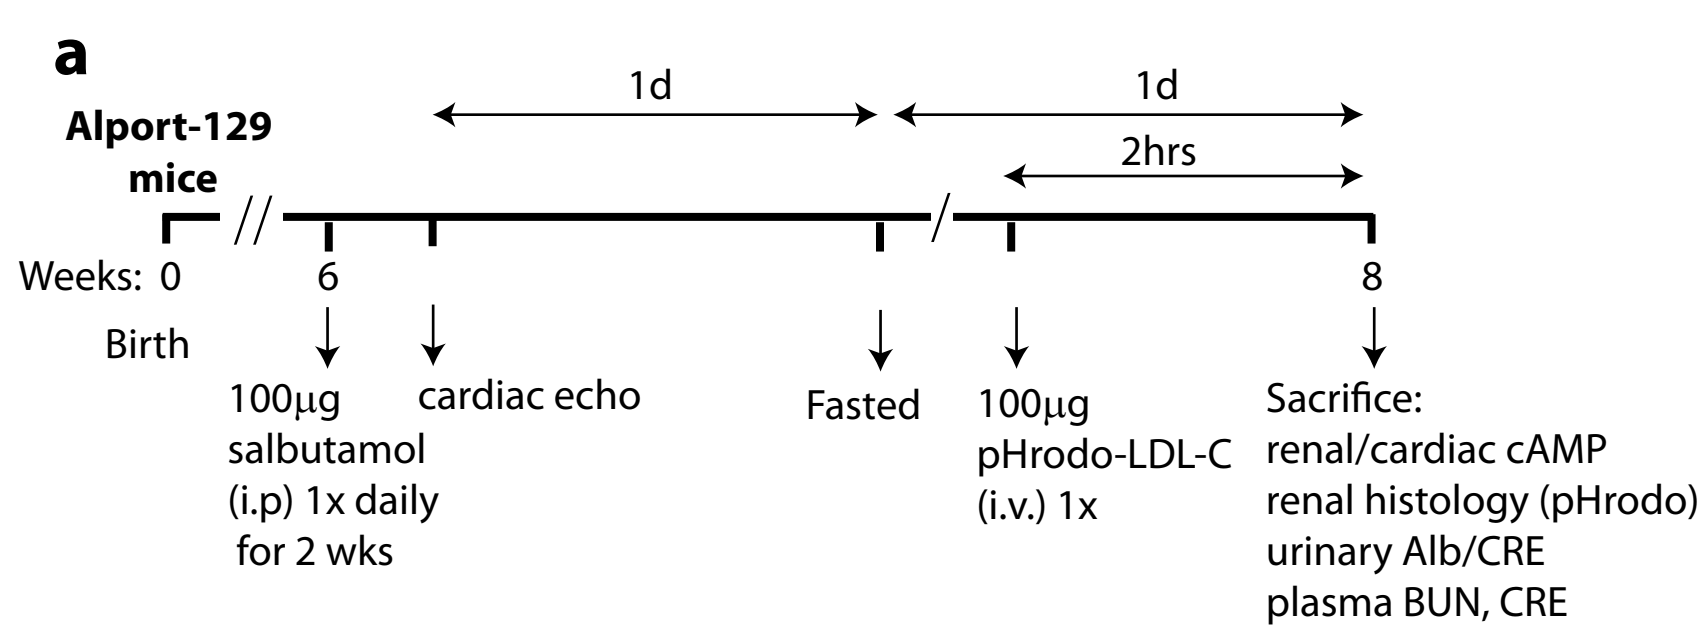 a
Alport-129
mice
1d
1d
2hrs
Weeks: 0
6
8
Birth
100μg
salbutamol
(i.p) 1x daily
for 2 wks
cardiac echo
Fasted
100μg
pHrodo-LDL-C
(i.v.) 1x
Sacrifice:
renal/cardiac cAMP
renal histology (pHrodo)
urinary Alb/CRE
plasma BUN, CRE